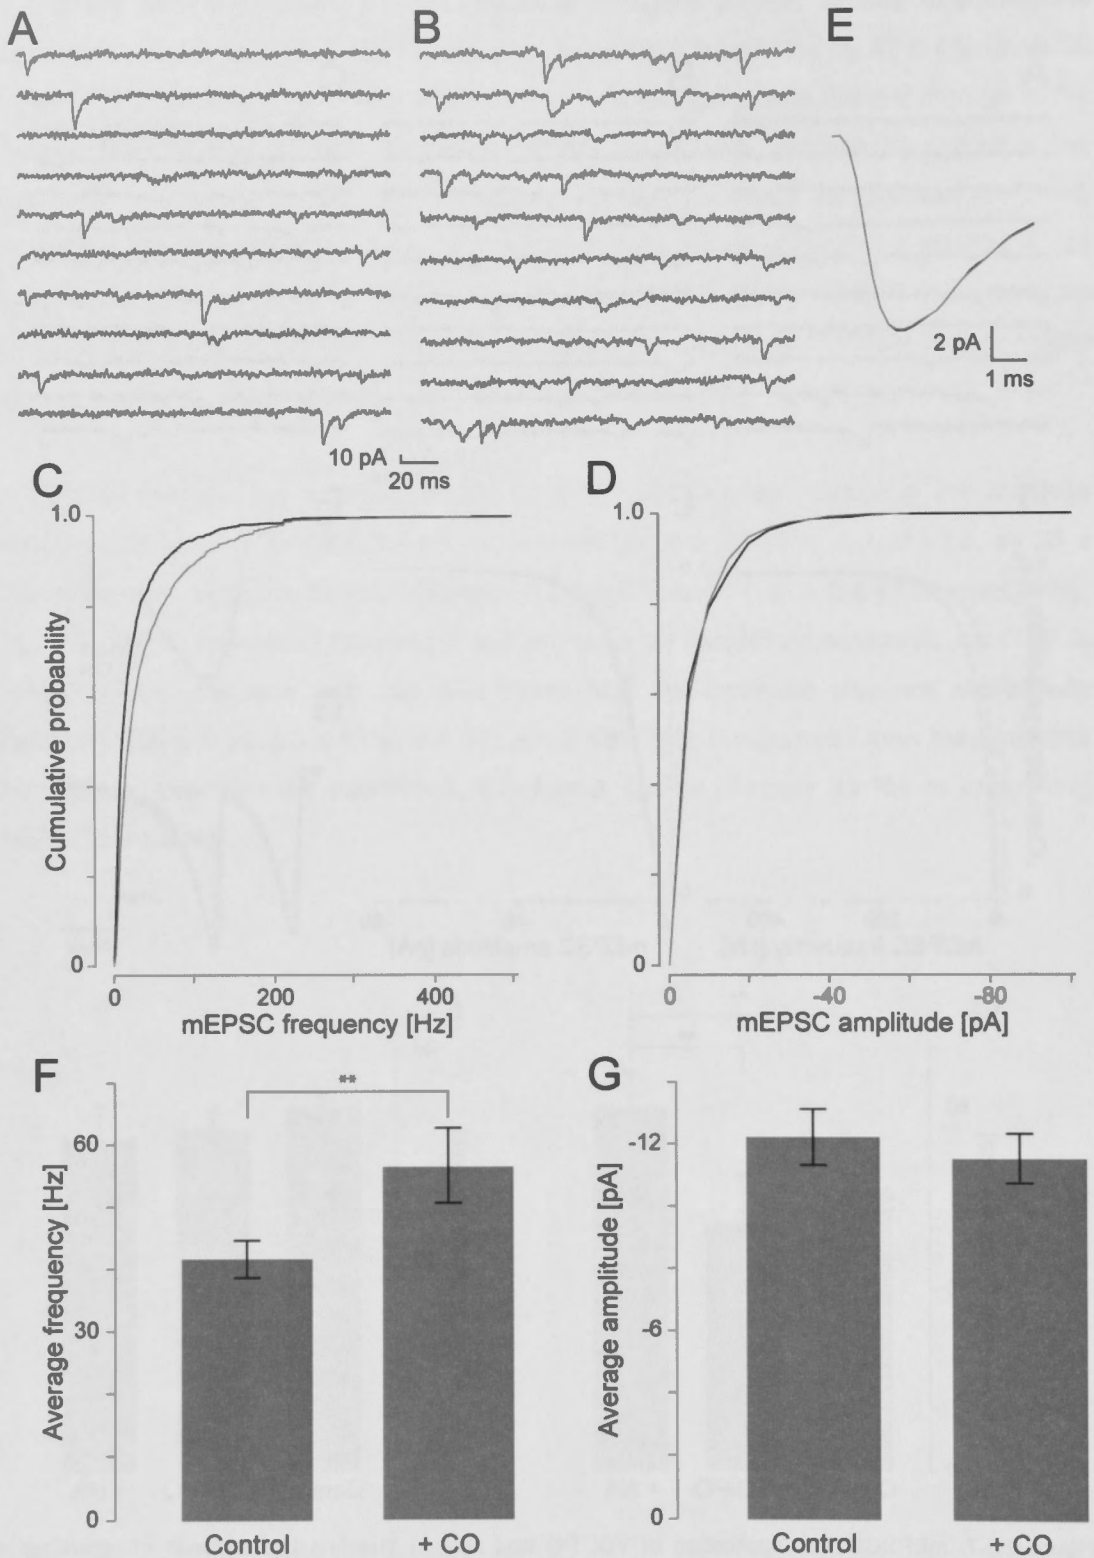 A
B
E
2 pA
1 ms
10 pA
20 ms
C
D
1.0
1.0
Cumulative probability
0
0
0
200
400
0
-40
-80
mEPSC frequency [Hz]
mEPSC amplitude [pA]
F
G
**
60
-12
Average frequency [Hz]
Average amplitude [pA]
30
-6
0
0
Control
+ CO
Control
+ CO